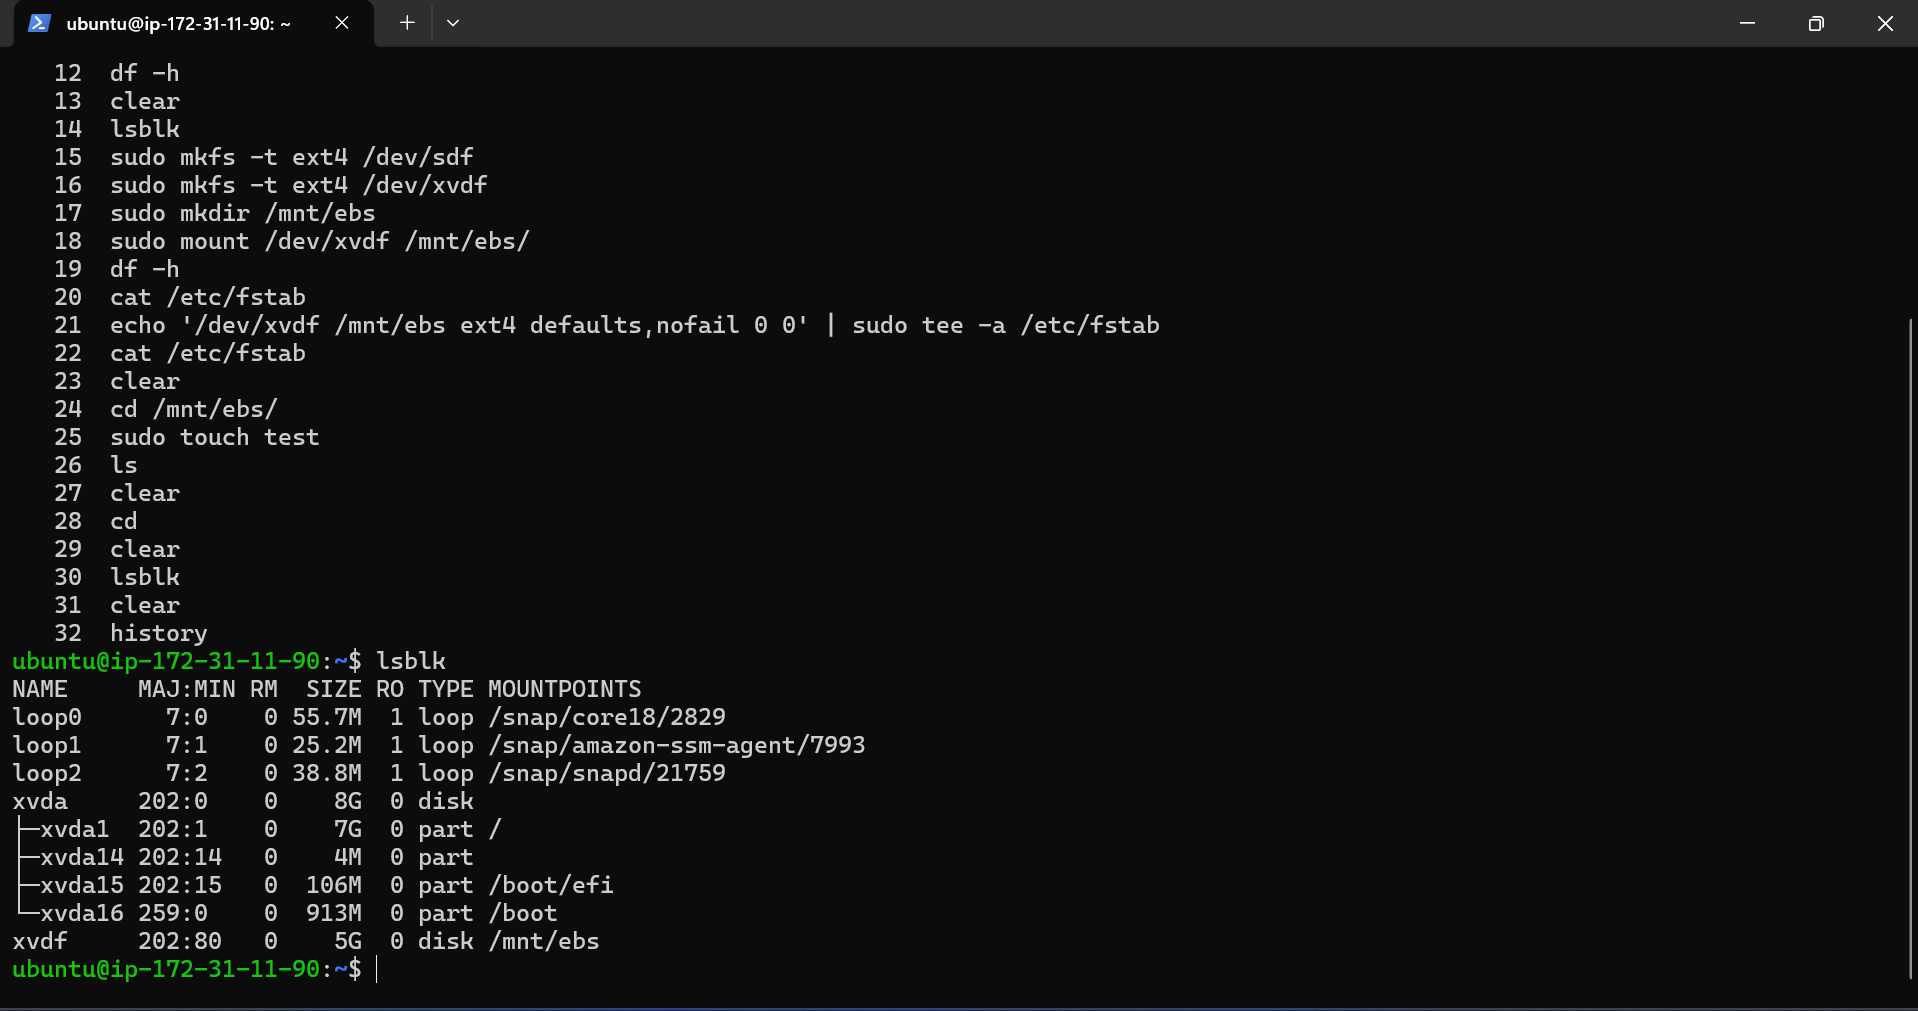 ubuntu@ip-172-31-11-90: ~
   12  df -h
   13  clear
   14  lsblk
   15  sudo mkfs -t ext4 /dev/sdf
   16  sudo mkfs -t ext4 /dev/xvdf
   17  sudo mkdir /mnt/ebs
   18  sudo mount /dev/xvdf /mnt/ebs/
   19  df -h
   20  cat /etc/fstab
   21  echo '/dev/xvdf /mnt/ebs ext4 defaults,nofail 0 0' | sudo tee -a /etc/fstab
   22  cat /etc/fstab
   23  clear
   24  cd /mnt/ebs/
   25  sudo touch test
   26  ls
   27  clear
   28  cd
   29  clear
   30  lsblk
   31  clear
   32  history
ubuntu@ip-172-31-11-90:~$ lsblk
NAME     MAJ:MIN RM  SIZE RO TYPE MOUNTPOINTS
loop0      7:0    0 55.7M  1 loop /snap/core18/2829
loop1      7:1    0 25.2M  1 loop /snap/amazon-ssm-agent/7993
loop2      7:2    0 38.8M  1 loop /snap/snapd/21759
xvda     202:0    0    8G  0 disk
├─xvda1  202:1    0    7G  0 part /
├─xvda14 202:14   0    4M  0 part
├─xvda15 202:15   0  106M  0 part /boot/efi
└─xvda16 259:0    0  913M  0 part /boot
xvdf     202:80   0    5G  0 disk /mnt/ebs
ubuntu@ip-172-31-11-90:~$